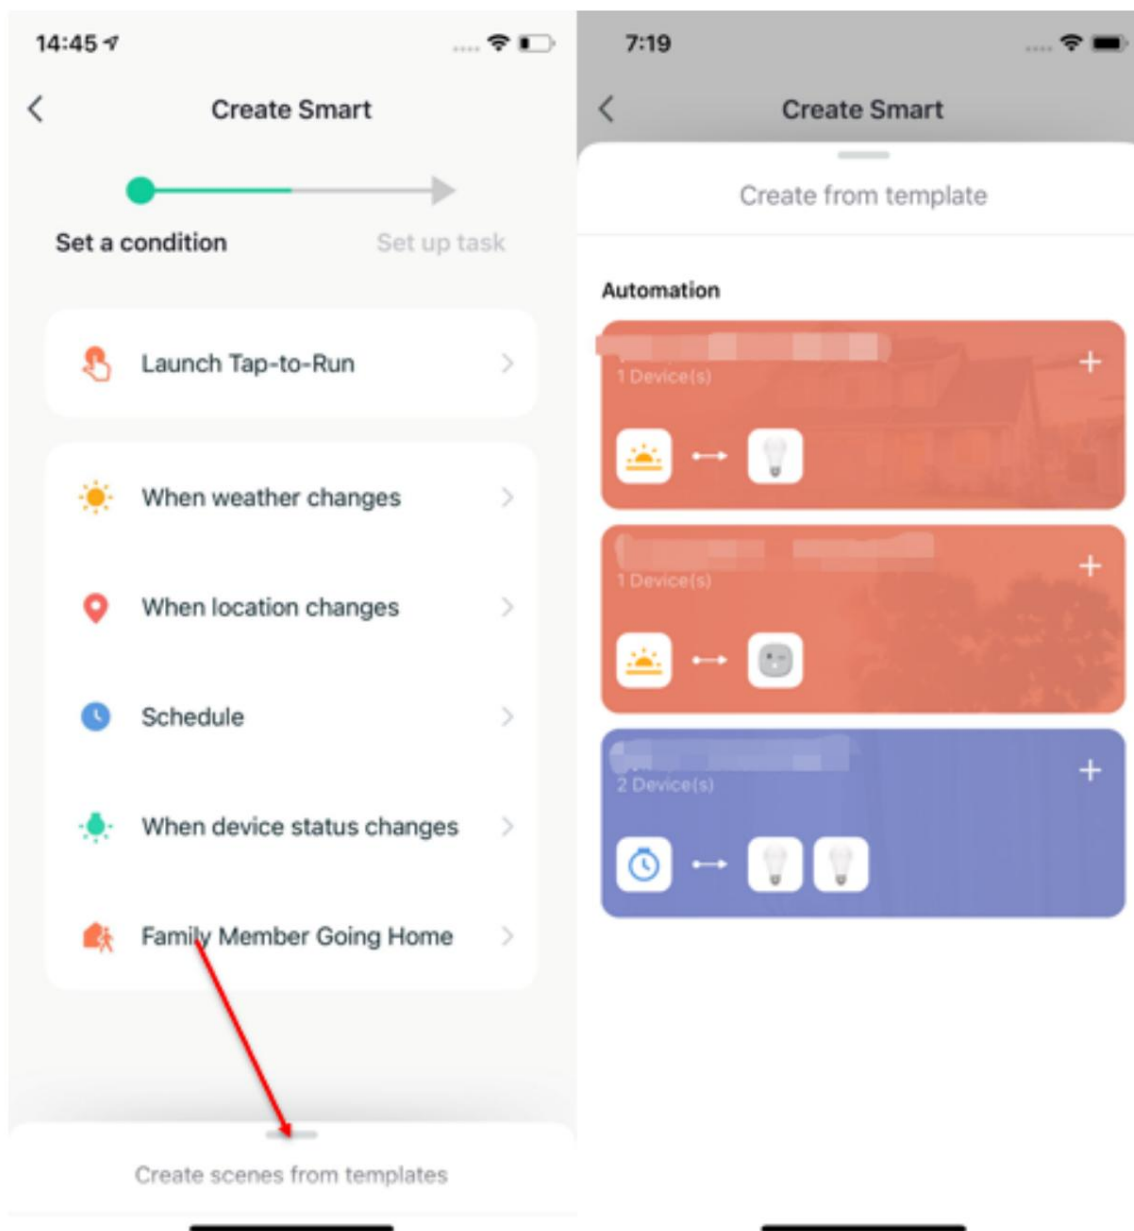 14:45
Create Smart
Set a condition
Set up task
Launch Tap-to-Run
When weather changes
When location changes
Schedule
When device status changes
Family Member Going Home
Create scenes from templates
7:19
Create Smart
Create from template
Automation
1 Device(s)
1 Device(s)
2 Device(s)